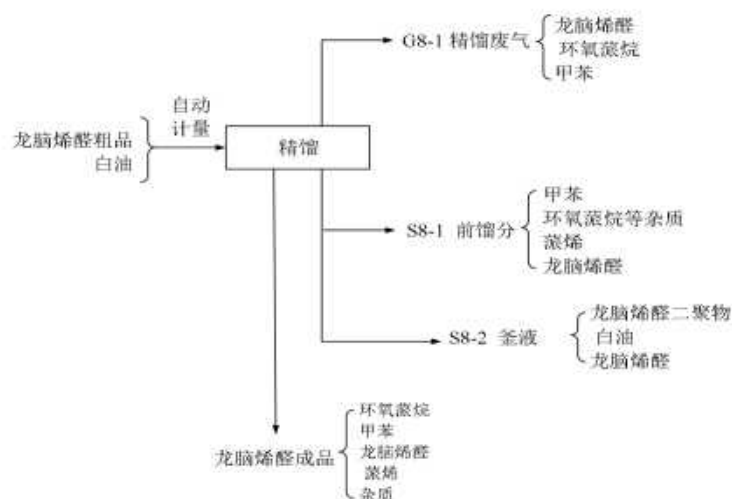 龙脑烯醛
G8-1 精馏废气
环氧蒎烷
甲苯
自动
计量
龙脑烯醛粗品
白油
精馏
甲苯
S8-1 前馏分
环氧蒎烷等杂质
蒎烯
龙脑烯醛
龙脑烯醛二聚物
S8-2 釜液
白油
龙脑烯醛
环氧蒎烷
甲苯
龙脑烯醛成品
龙脑烯醛
蒎烯
杂质